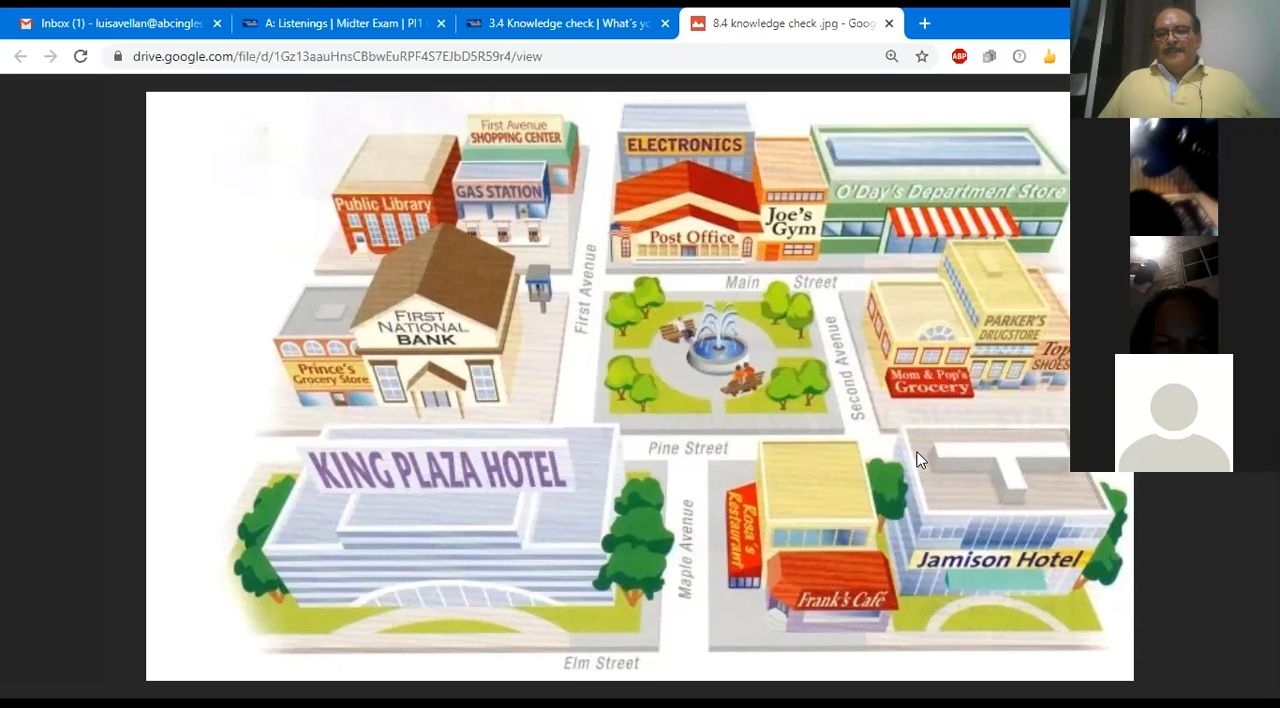 Inbox (1) - luisavellan@abcingles
A: Listenings | Midter Exam | PI1
3.4 Knowledge check | What´s yo
8.4 knowledge check .jpg - Goog
drive.google.com/file/d/1Gz13aauHnsCBbwEuRPF4S7EJbD5R59r4/view
ABP
First Avenue
SHOPPING CENTER
ELECTRONICS
GAS STATION
O'Day's Department Store
Public Library
Joe's
Gym
Post Office
Main Street
First Avenue
FIRST
NATIONAL
BANK
PARKER'S
DRUGSTORE
Top
SHOES
Prince's
Grocery Store
Mom & Pop's
Grocery
Second Avenue
Pine Street
KING PLAZA HOTEL
Rosa's
Restaurant
Maple Avenue
Jamison Hotel
Frank's Café
Elm Street